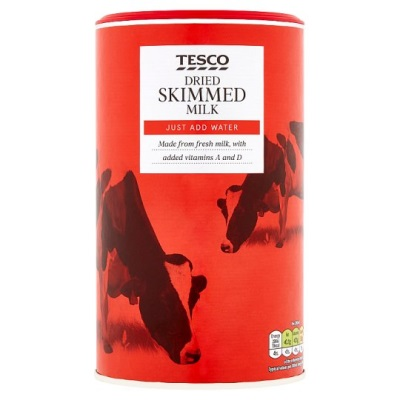 TESCO
DRIED
SKIMMED
MILK
JUST ADD WATER
Made from fresh milk, with
added vitamins A and D